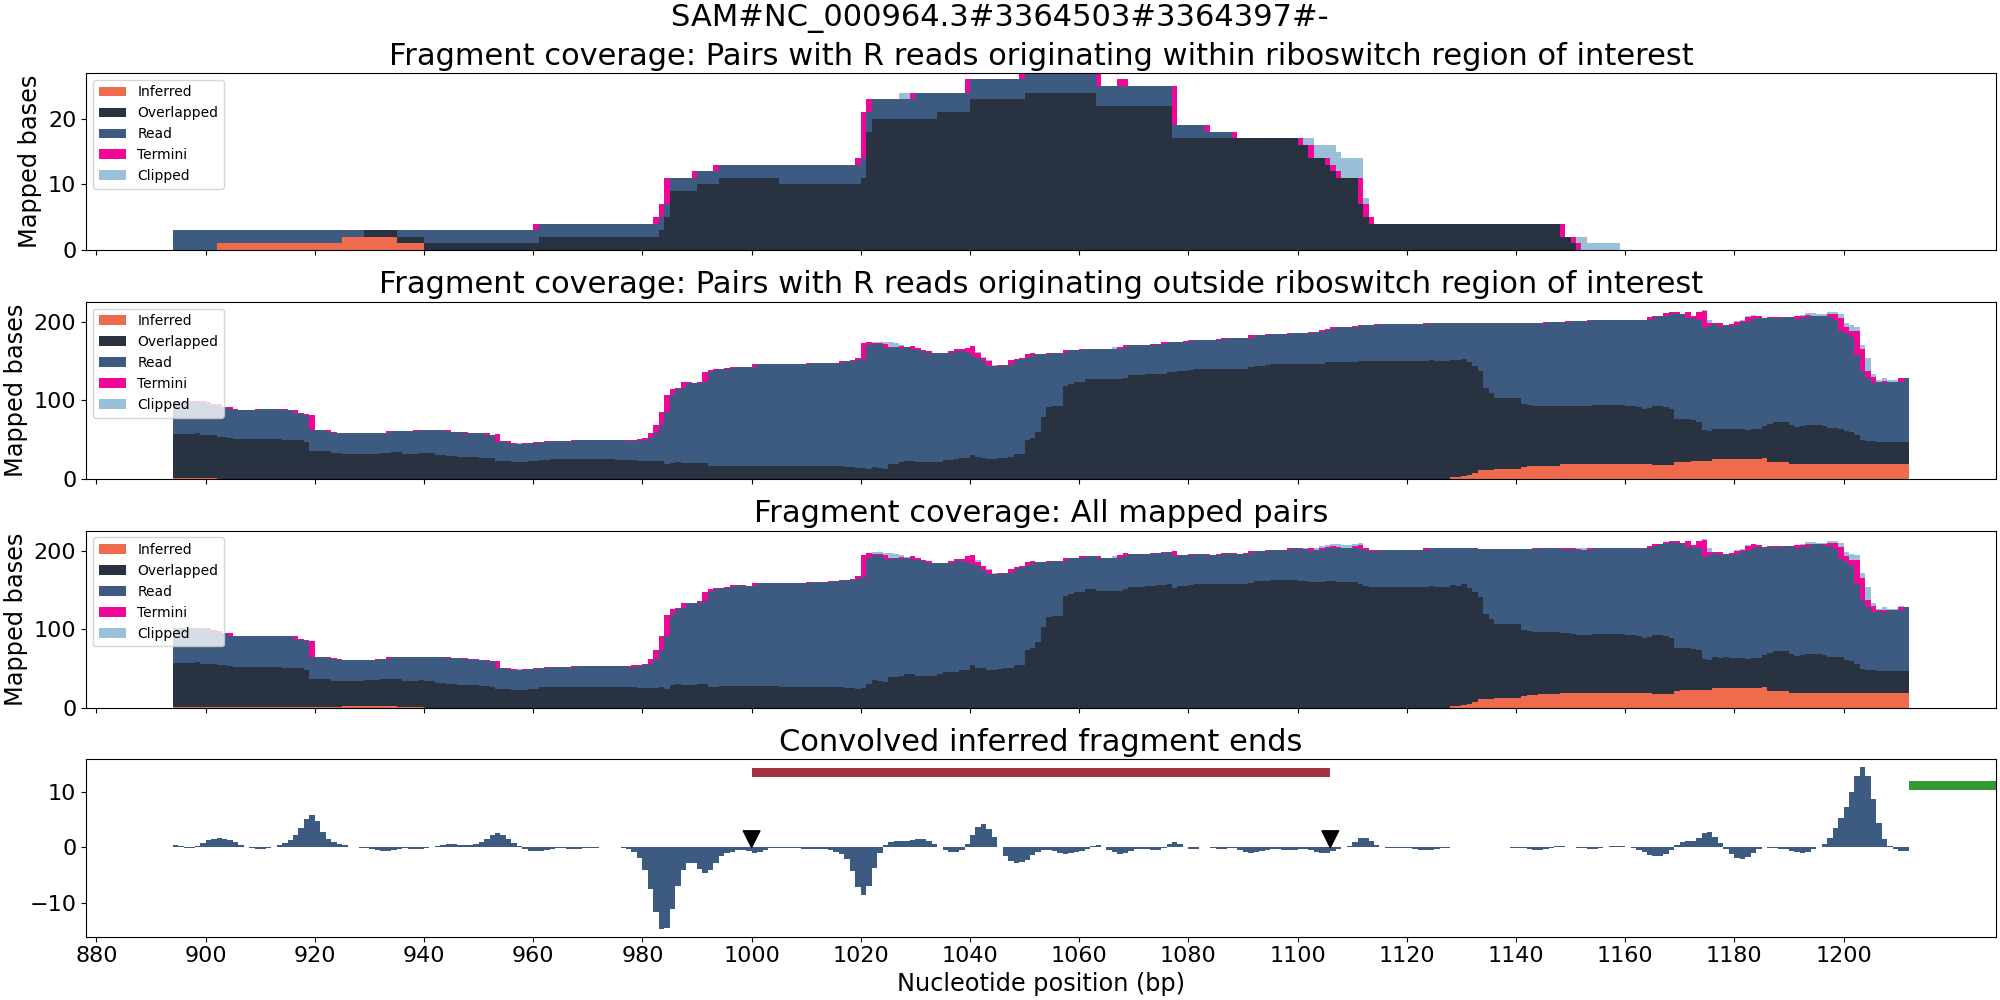 SAM#NC_000964.3#3364503#3364397#-
Fragment coverage: Pairs with R reads originating within riboswitch region of interest
Mapped bases
20
10
0
Inferred
Overlapped
Read
Termini
Clipped
Fragment coverage: Pairs with R reads originating outside riboswitch region of interest
Mapped bases
200
100
0
Inferred
Overlapped
Read
Termini
Clipped
Fragment coverage: All mapped pairs
Mapped bases
200
100
0
Inferred
Overlapped
Read
Termini
Clipped
Convolved inferred fragment ends
10
0
−10
880 900 920 940 960 980 1000 1020 1040 1060 1080 1100 1120 1140 1160 1180 1200
Nucleotide position (bp)